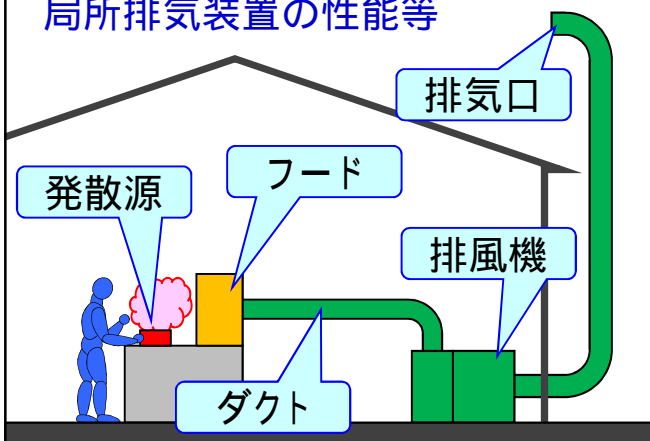 局所排気装置の性能等
排気口
フード
発散源
排風機
ダクト